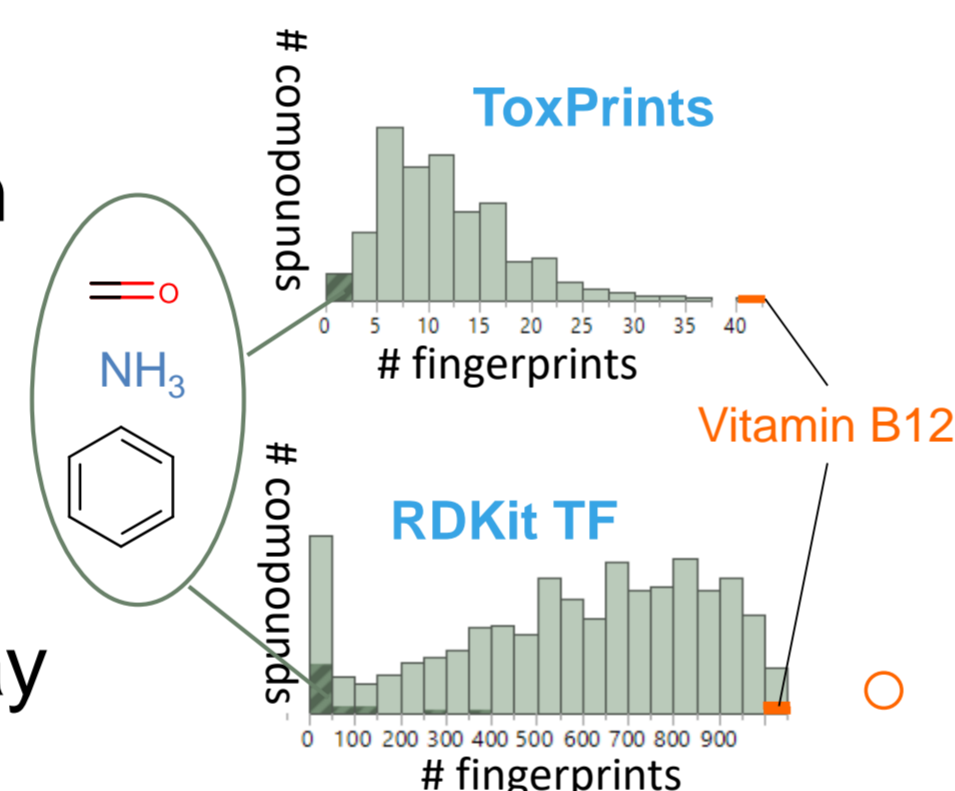 # compounds
ToxPrints
0 5 10 15 20 25 30 35 40
# fingerprints
O
NH₃
Vitamin B12
# compounds
RDKit TF
0 100 200 300 400 500 600 700 800 900
# fingerprints